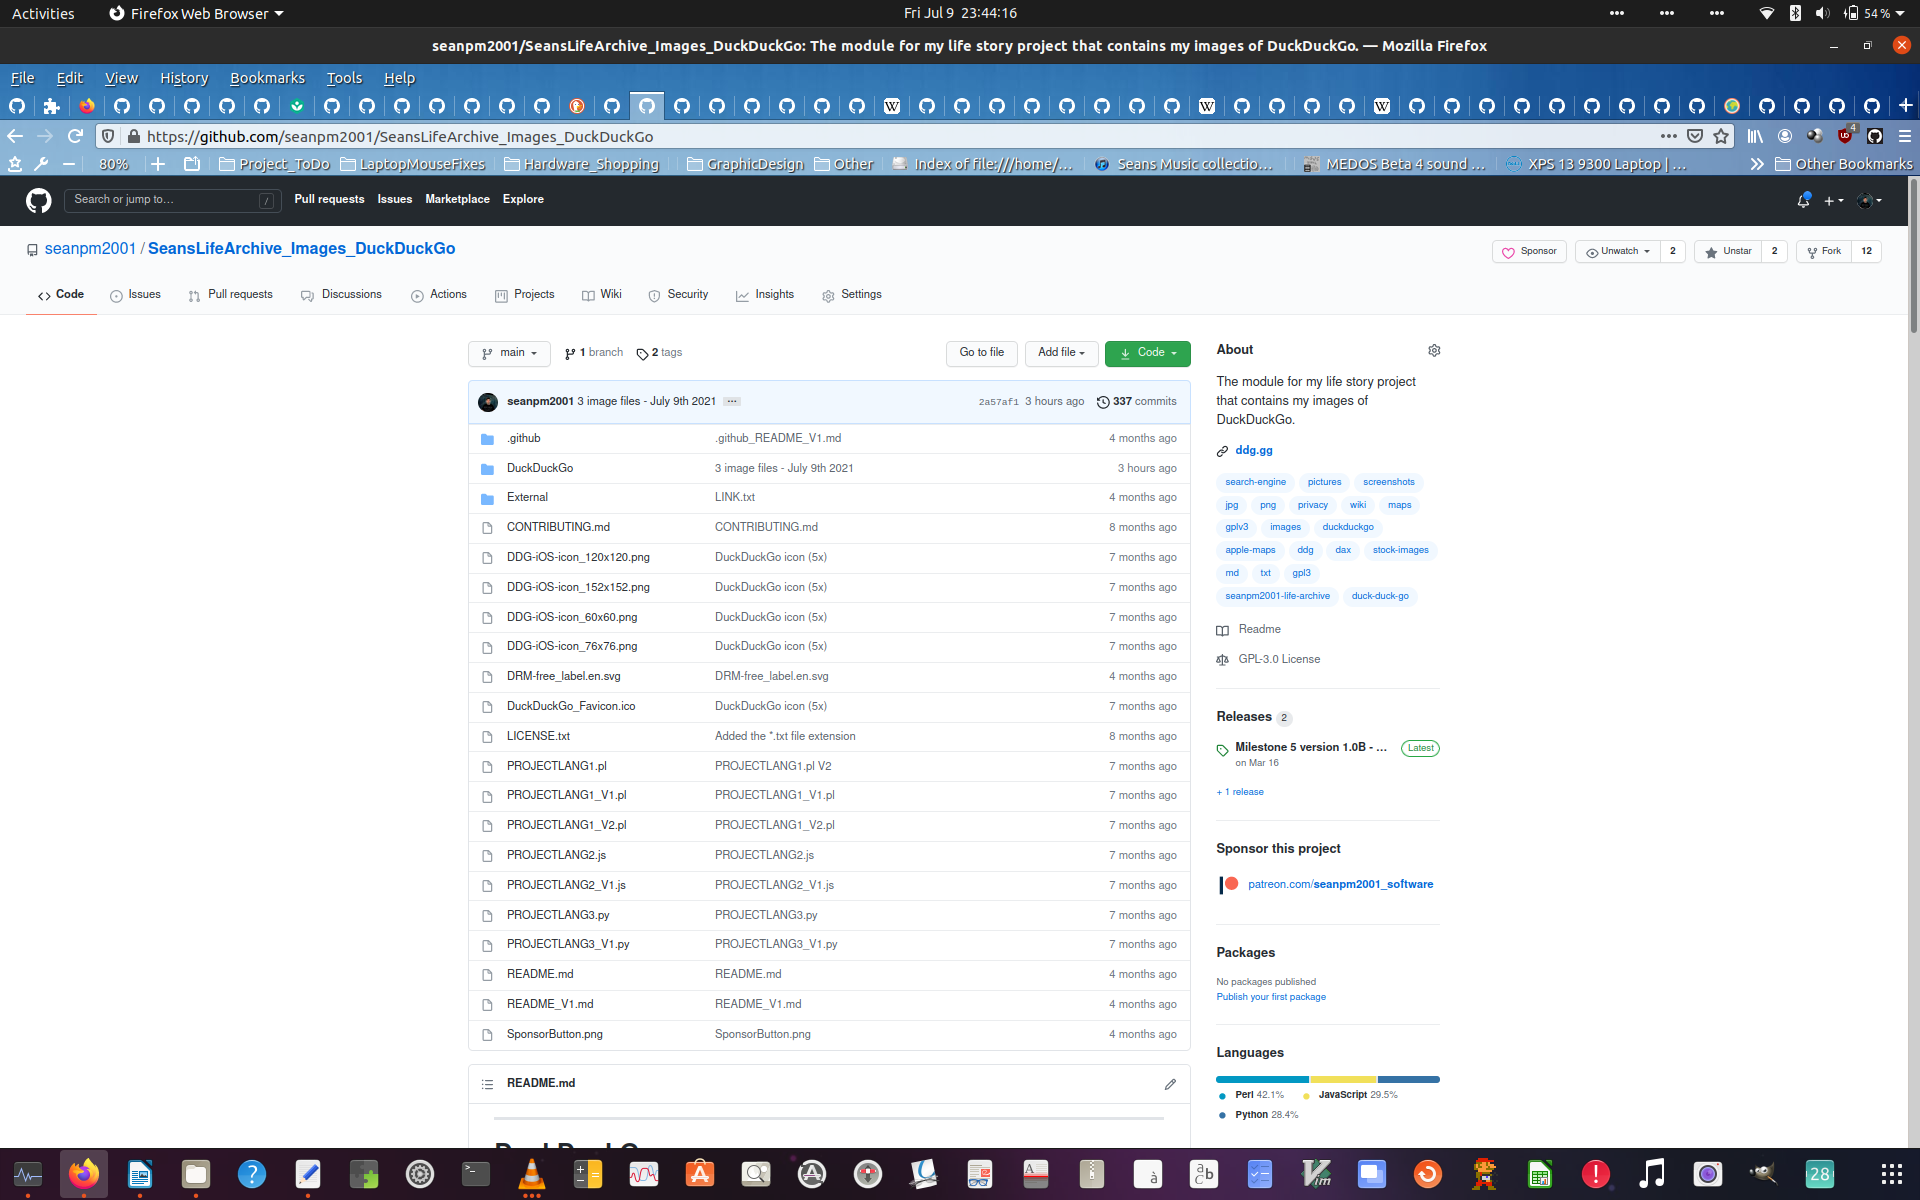 Activities
Firefox Web Browser
Fri Jul 9 23:44:16
54 %
seanpm2001/SeansLifeArchive_Images_DuckDuckGo: The module for my life story project that contains my images of DuckDuckGo. — Mozilla Firefox
File Edit View History Bookmarks Tools Help
https://github.com/seanpm2001/SeansLifeArchive_Images_DuckDuckGo
4
80%
Project_ToDo
LaptopMouseFixes
Hardware_Shopping
GraphicDesign
Other
Index of file:///home/...
Seans Music collectio...
MEDOS Beta 4 sound ...
XPS 13 9300 Laptop | ...
Other Bookmarks
Search or jump to...
/
Pull requests Issues Marketplace Explore
seanpm2001 / SeansLifeArchive_Images_DuckDuckGo
Sponsor
Unwatch 2
Unstar 2
Fork 12
Code
Issues
Pull requests
Discussions
Actions
Projects
Wiki
Security
Insights
Settings
main
1 branch
2 tags
Go to file
Add file
Code
seanpm2001 3 image files - July 9th 2021 ...
2a57af1 3 hours ago
337 commits
.github .github_README_V1.md 4 months ago
DuckDuckGo 3 image files - July 9th 2021 3 hours ago
External LINK.txt 4 months ago
CONTRIBUTING.md CONTRIBUTING.md 8 months ago
DDG-iOS-icon_120x120.png DuckDuckGo icon (5x) 7 months ago
DDG-iOS-icon_152x152.png DuckDuckGo icon (5x) 7 months ago
DDG-iOS-icon_60x60.png DuckDuckGo icon (5x) 7 months ago
DDG-iOS-icon_76x76.png DuckDuckGo icon (5x) 7 months ago
DRM-free_label.en.svg DRM-free_label.en.svg 4 months ago
DuckDuckGo_Favicon.ico DuckDuckGo icon (5x) 7 months ago
LICENSE.txt Added the *.txt file extension 8 months ago
PROJECTLANG1.pl PROJECTLANG1.pl V2 7 months ago
PROJECTLANG1_V1.pl PROJECTLANG1_V1.pl 7 months ago
PROJECTLANG1_V2.pl PROJECTLANG1_V2.pl 7 months ago
PROJECTLANG2.js PROJECTLANG2.js 7 months ago
PROJECTLANG2_V1.js PROJECTLANG2_V1.js 7 months ago
PROJECTLANG3.py PROJECTLANG3.py 7 months ago
PROJECTLANG3_V1.py PROJECTLANG3_V1.py 7 months ago
README.md README.md 4 months ago
README_V1.md README_V1.md 4 months ago
SponsorButton.png SponsorButton.png 4 months ago
README.md
About
The module for my life story project
that contains my images of
DuckDuckGo.
ddg.gg
search-engine pictures screenshots
jpg png privacy wiki maps
gplv3 images duckduckgo
apple-maps ddg dax stock-images
md txt gpl3
seanpm2001-life-archive duck-duck-go
Readme
GPL-3.0 License
Releases 2
Milestone 5 version 1.0B - ... Latest
on Mar 16
+ 1 release
Sponsor this project
patreon.com/seanpm2001_software
Packages
No packages published
Publish your first package
Languages
Perl 42.1% JavaScript 29.5%
Python 28.4%
28